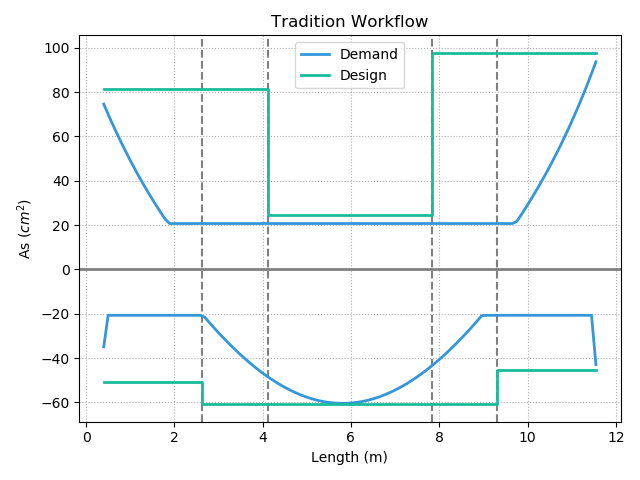 Tradition Workflow
Demand
Design
As (cm²)
100
80
60
40
20
0
−20
−40
−60
0 2 4 6 8 10 12
Length (m)